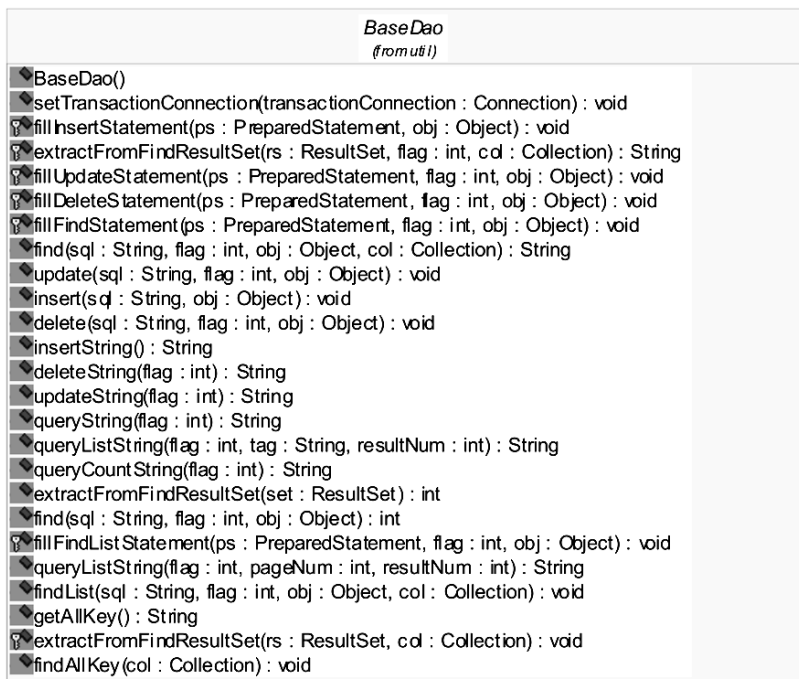 BaseDao
(from util)
BaseDao()
setTransactionConnection(transactionConnection : Connection) : void
fillInsertStatement(ps : PreparedStatement, obj : Object) : void
extractFromFindResultSet(rs : ResultSet, flag : int, col : Collection) : String
fillUpdateStatement(ps : PreparedStatement, flag : int, obj : Object) : void
fillDeleteStatement(ps : PreparedStatement, flag : int, obj : Object) : void
fillFindStatement(ps : PreparedStatement, flag : int, obj : Object) : void
find(sql : String, flag : int, obj : Object, col : Collection) : String
update(sql : String, flag : int, obj : Object) : void
insert(sql : String, obj : Object) : void
delete(sql : String, flag : int, obj : Object) : void
insertString() : String
deleteString(flag : int) : String
updateString(flag : int) : String
queryString(flag : int) : String
queryListString(flag : int, tag : String, resultNum : int) : String
queryCountString(flag : int) : String
extractFromFindResultSet(set : ResultSet) : int
find(sql : String, flag : int, obj : Object) : int
fillFindListStatement(ps : PreparedStatement, flag : int, obj : Object) : void
queryListString(flag : int, pageNum : int, resultNum : int) : String
findList(sql : String, flag : int, obj : Object, col : Collection) : void
getAllKey() : String
extractFromFindResultSet(rs : ResultSet, col : Collection) : void
findAllKey(col : Collection) : void